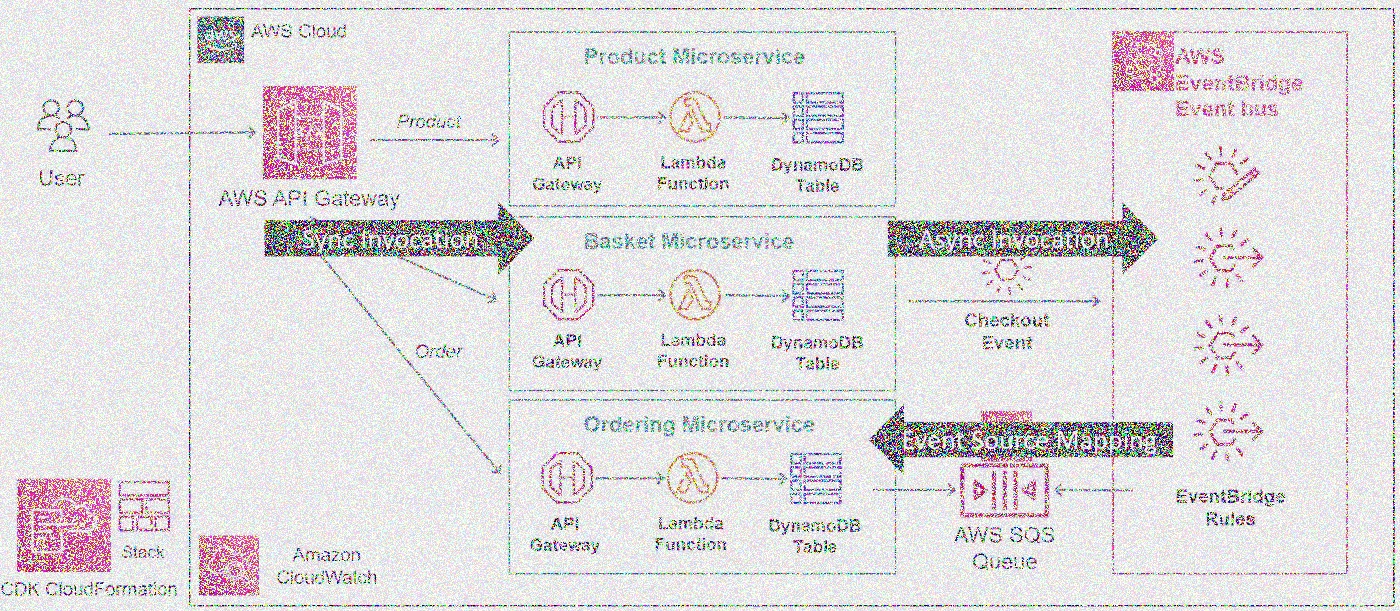 AWS Cloud
User
AWS API Gateway
Product
Order
Sync Invocation
Product Microservice
API
Gateway
Lambda
Function
DynamoDB
Table
Basket Microservice
API
Gateway
Lambda
Function
DynamoDB
Table
Ordering Microservice
API
Gateway
Lambda
Function
DynamoDB
Table
Async Invocation
Checkout
Event
Event Source Mapping
AWS SQS
Queue
AWS
EventBridge
Event bus
EventBridge
Rules
Stack
CDK CloudFormation
Amazon
CloudWatch